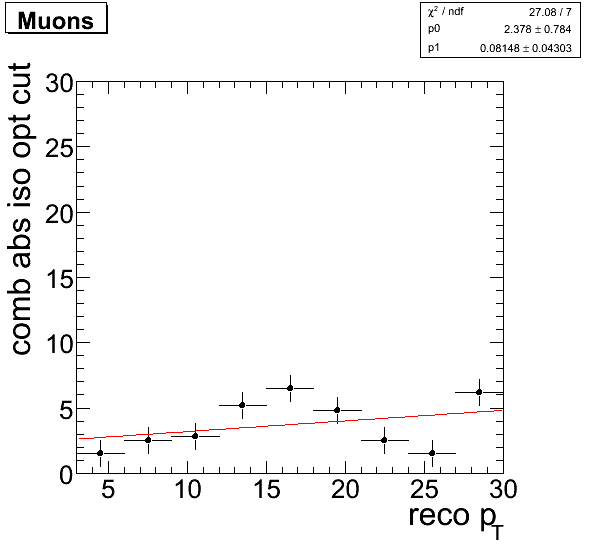 Muons
χ² / ndf 27.08 / 7
p0 2.378 ± 0.784
p1 0.08148 ± 0.04303
comb abs iso opt cut
30
25
20
15
10
5
0
5 10 15 20 25 30
reco p_T